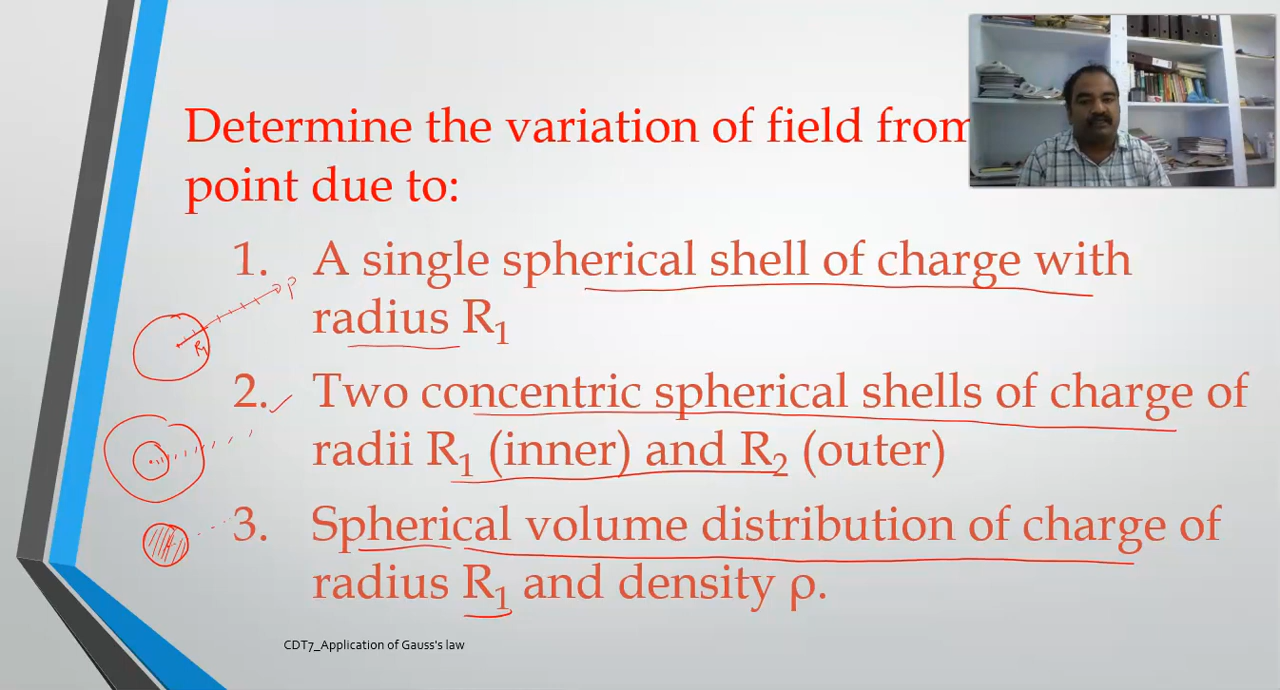 Determine the variation of field from
point due to:
1. A single spherical shell of charge with
radius R₁
P
R₁
2. Two concentric spherical shells of charge of
radii R₁ (inner) and R₂ (outer)
3. Spherical volume distribution of charge of
radius R₁ and density ρ.
CDT7_Application of Gauss's law